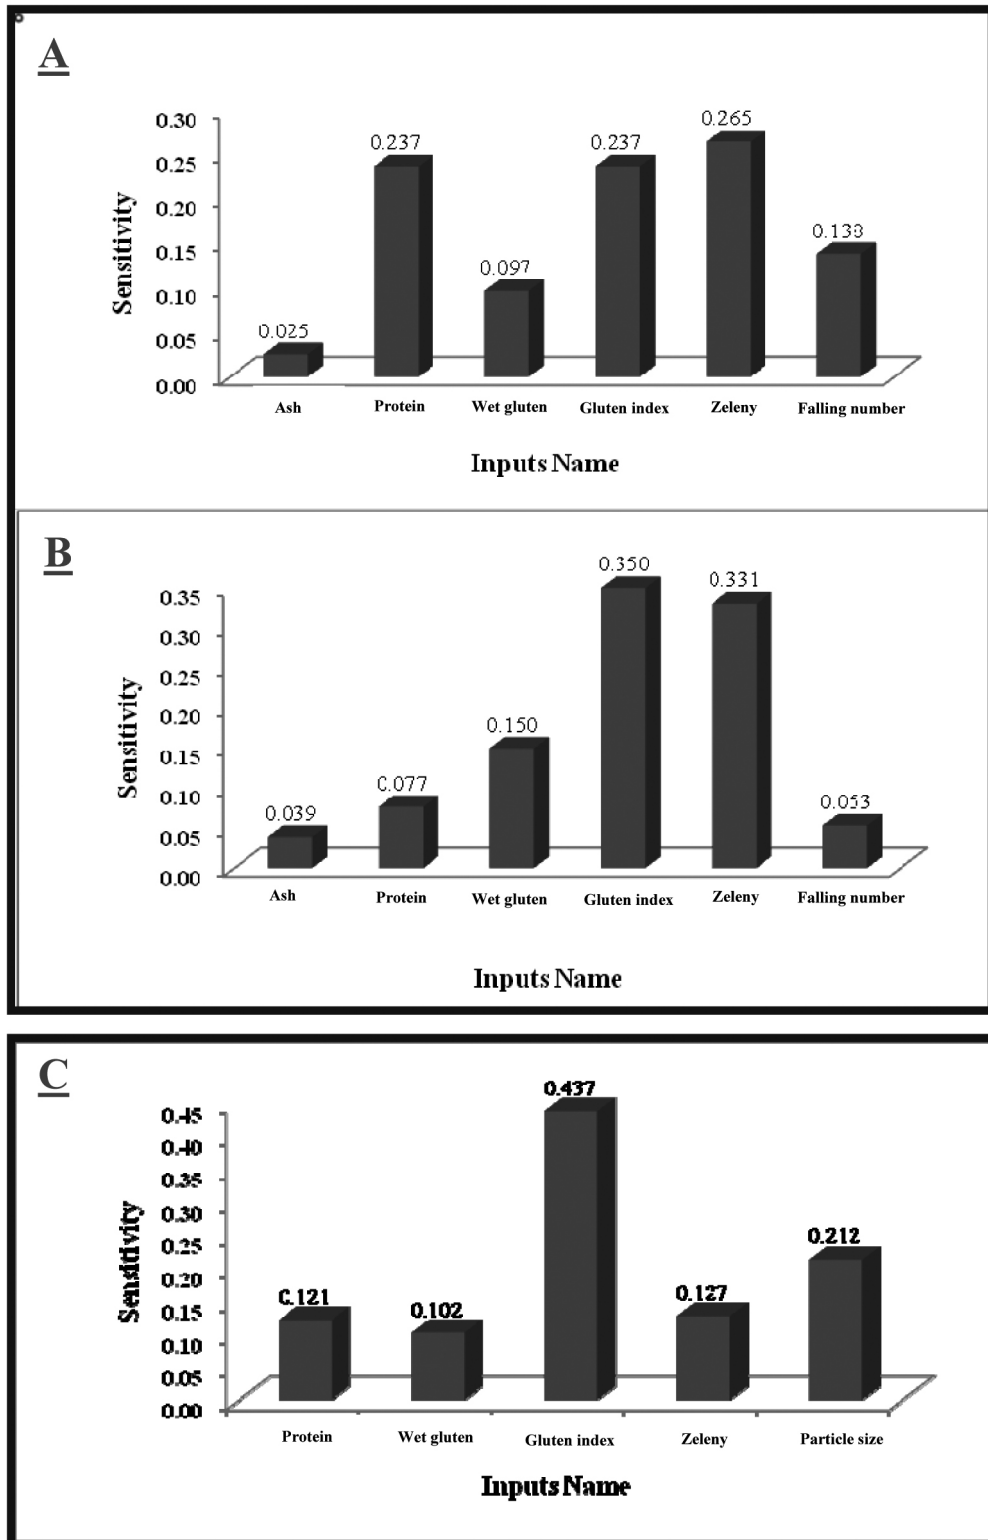 A
0.30
0.25
0.20
0.15
0.10
0.05
0.00
Sensitivity
0.025
0.237
0.097
0.237
0.265
0.138
Ash
Protein
Wet gluten
Gluten index
Zeleny
Falling number
Inputs Name
B
0.35
0.30
0.25
0.20
0.15
0.10
0.05
0.00
Sensitivity
0.039
0.077
0.150
0.350
0.331
0.053
Ash
Protein
Wet gluten
Gluten index
Zeleny
Falling number
Inputs Name
C
0.45
0.40
0.35
0.30
0.25
0.20
0.15
0.10
0.05
0.00
Sensitivity
0.121
0.102
0.437
0.127
0.212
Protein
Wet gluten
Gluten index
Zeleny
Particle size
Inputs Name